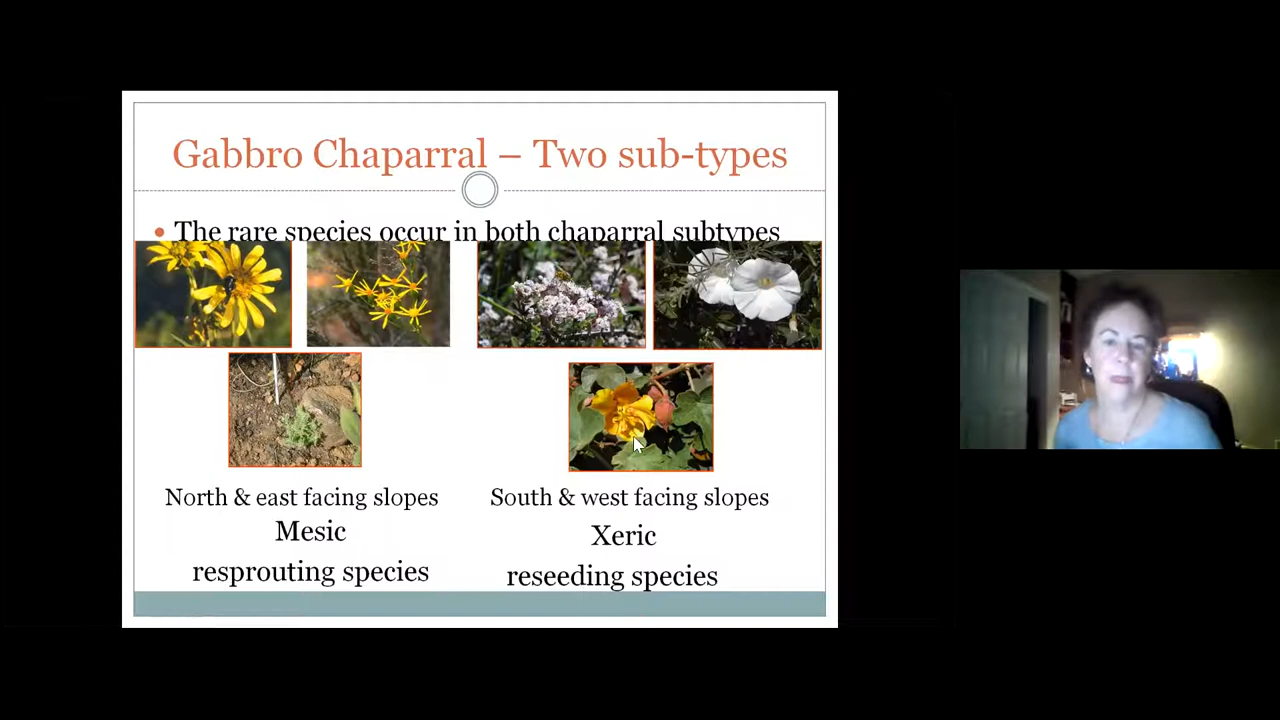 Gabbro Chaparral – Two sub-types
• The rare species occur in both chaparral subtypes
North & east facing slopes
Mesic
resprouting species
South & west facing slopes
Xeric
reseeding species